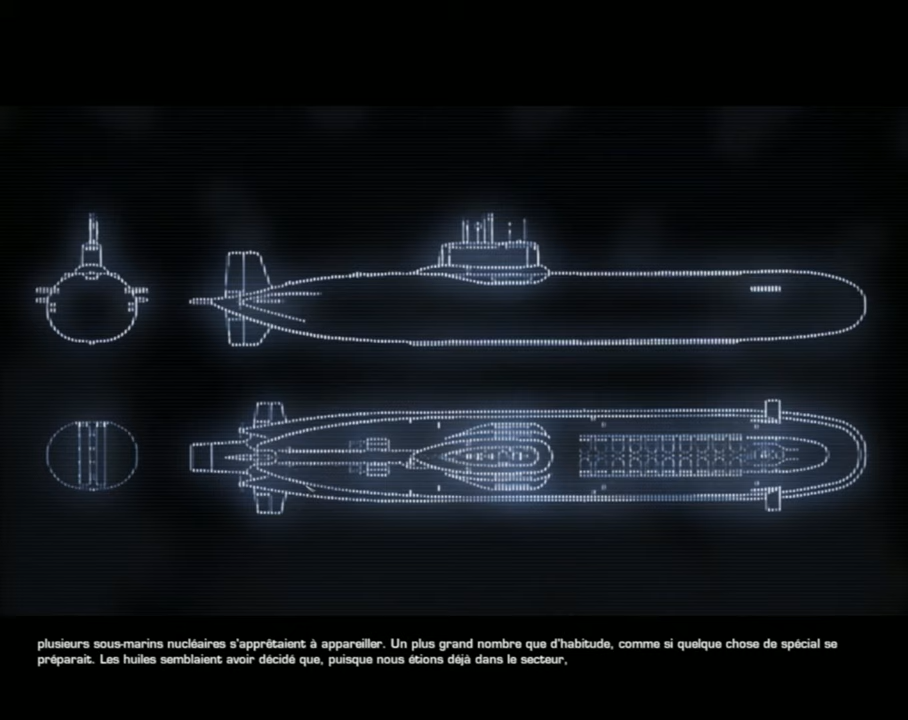 plusieurs sous-marins nucléaires s'apprêtaient à appareiller. Un plus grand nombre que d'habitude, comme si quelque chose de spécial se
préparait. Les huiles semblaient avoir décidé que, puisque nous étions déjà dans le secteur,